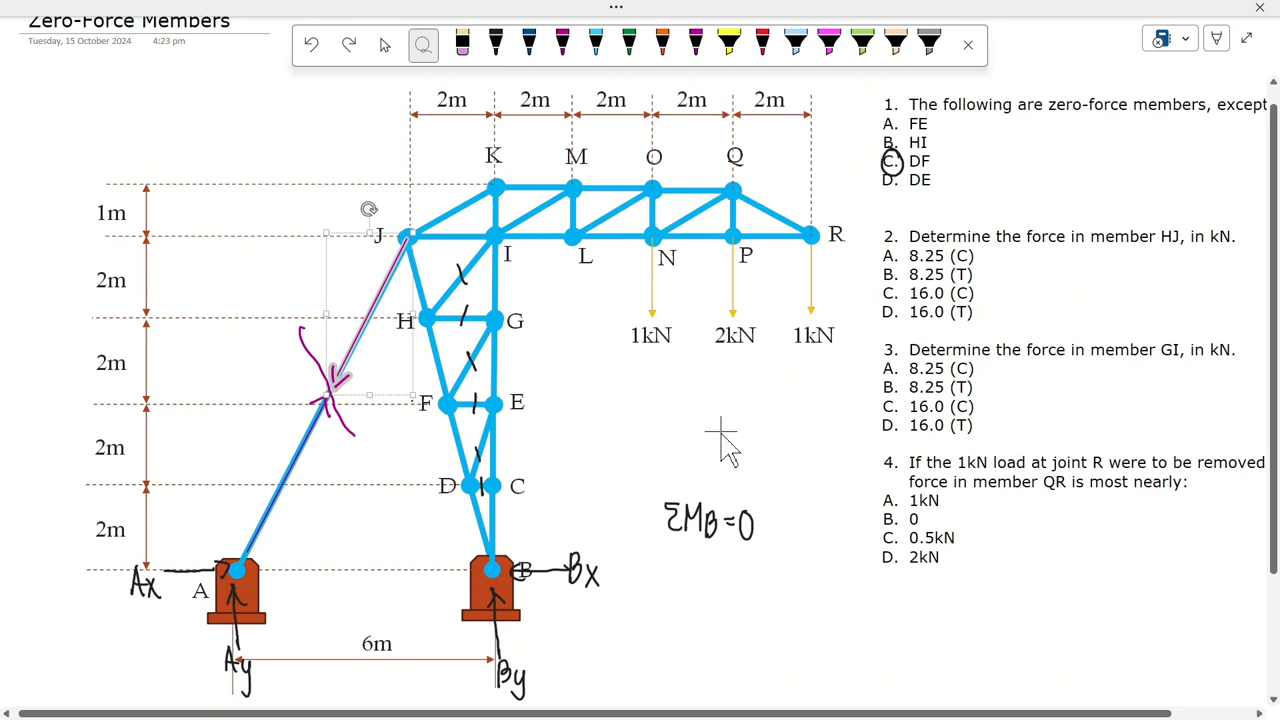 Zero-Force Members
Tuesday, 15 October 2024 4:23 pm
2m 2m 2m 2m 2m
K M O Q
1m
J I L N P R
2m
H G
1kN 2kN 1kN
2m
F E
2m
D C
ΣMB=0
2m
Ax A B Bx
6m
Ay By
1. The following are zero-force members, except
A. FE
B. HI
C. DF
D. DE
2. Determine the force in member HJ, in kN.
A. 8.25 (C)
B. 8.25 (T)
C. 16.0 (C)
D. 16.0 (T)
3. Determine the force in member GI, in kN.
A. 8.25 (C)
B. 8.25 (T)
C. 16.0 (C)
D. 16.0 (T)
4. If the 1kN load at joint R were to be removed
force in member QR is most nearly:
A. 1kN
B. 0
C. 0.5kN
D. 2kN